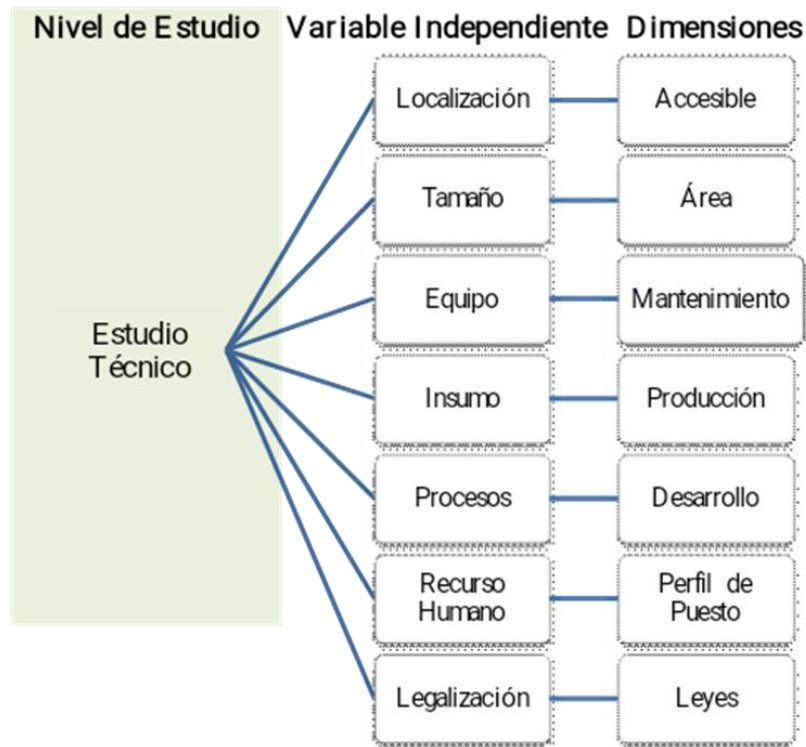 Nivel de Estudio Variable Independiente Dimensiones
Localización Accesible
Tamaño Área
Equipo Mantenimiento
Estudio
Técnico
Insumo Producción
Procesos Desarrollo
Recurso
Humano
Perfil de
Puesto
Legalización Leyes